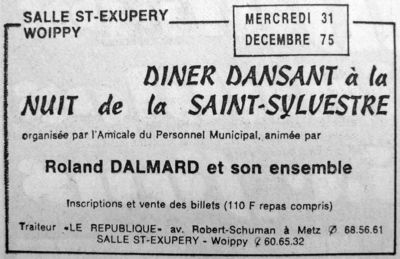 SALLE ST-EXUPERY
WOIPPY
MERCREDI 31
DECEMBRE 75
DINER DANSANT à la
NUIT de la SAINT-SYLVESTRE
organisée par l'Amicale du Personnel Municipal, animée par
Roland DALMARD et son ensemble
Inscriptions et vente des billets (110 F repas compris)
Traiteur «LE REPUBLIQUE» av. Robert-Schuman à Metz ✆ 68.56.61
SALLE ST-EXUPERY - Woippy ✆ 60.65.32